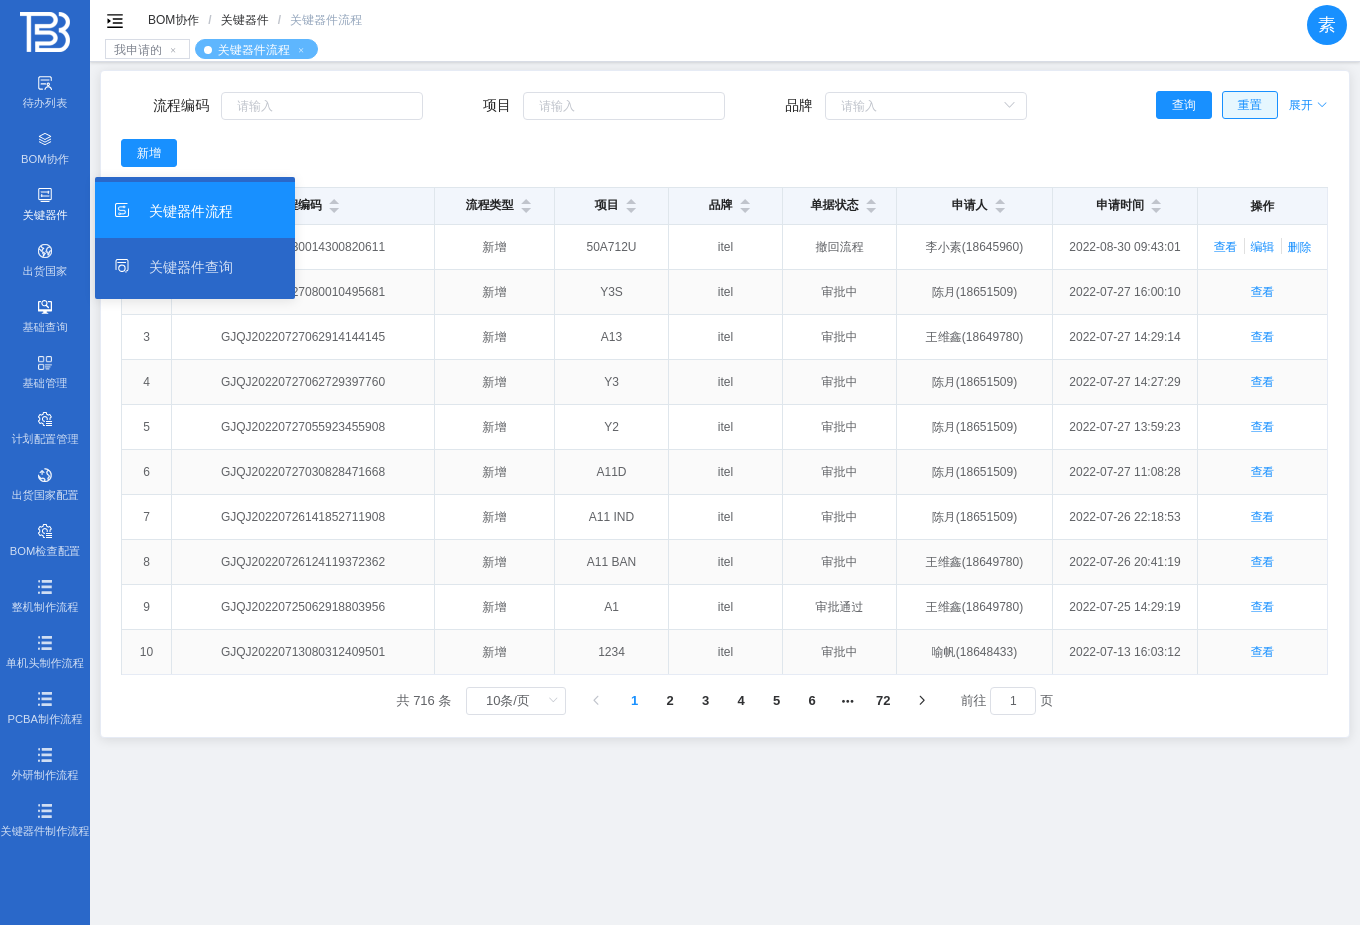 BOM协作 / 关键器件 / 关键器件流程
素
我申请的 ×
关键器件流程 ×
待办列表
BOM协作
关键器件
出货国家
基础查询
基础管理
计划配置管理
出货国家配置
BOM检查配置
整机制作流程
单机头制作流程
PCBA制作流程
外研制作流程
关键器件制作流程
流程编码 请输入 项目 请输入 品牌 请输入 查询 重置 展开
新增
关键器件流程
关键器件查询
编码 流程类型 项目 品牌 单据状态 申请人 申请时间 操作
30014300820611 新增 50A712U itel 撤回流程 李小素(18645960) 2022-08-30 09:43:01 查看 编辑 删除
27080010495681 新增 Y3S itel 审批中 陈月(18651509) 2022-07-27 16:00:10 查看
3 GJQJ20220727062914144145 新增 A13 itel 审批中 王维鑫(18649780) 2022-07-27 14:29:14 查看
4 GJQJ20220727062729397760 新增 Y3 itel 审批中 陈月(18651509) 2022-07-27 14:27:29 查看
5 GJQJ20220727055923455908 新增 Y2 itel 审批中 陈月(18651509) 2022-07-27 13:59:23 查看
6 GJQJ20220727030828471668 新增 A11D itel 审批中 陈月(18651509) 2022-07-27 11:08:28 查看
7 GJQJ20220726141852711908 新增 A11 IND itel 审批中 陈月(18651509) 2022-07-26 22:18:53 查看
8 GJQJ20220726124119372362 新增 A11 BAN itel 审批中 王维鑫(18649780) 2022-07-26 20:41:19 查看
9 GJQJ20220725062918803956 新增 A1 itel 审批通过 王维鑫(18649780) 2022-07-25 14:29:19 查看
10 GJQJ20220713080312409501 新增 1234 itel 审批中 喻帆(18648433) 2022-07-13 16:03:12 查看
共 716 条 10条/页 1 2 3 4 5 6 ••• 72 前往 1 页